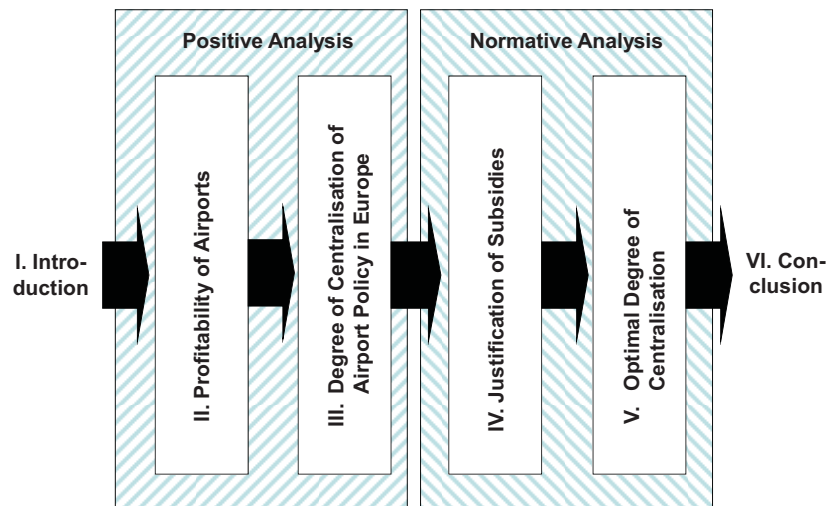 Positive Analysis
Normative Analysis
I. Intro-
duction
II. Profitability of Airports
III. Degree of Centralisation of
Airport Policy in Europe
IV. Justification of Subsidies
V. Optimal Degree of
Centralisation
VI. Con-
clusion